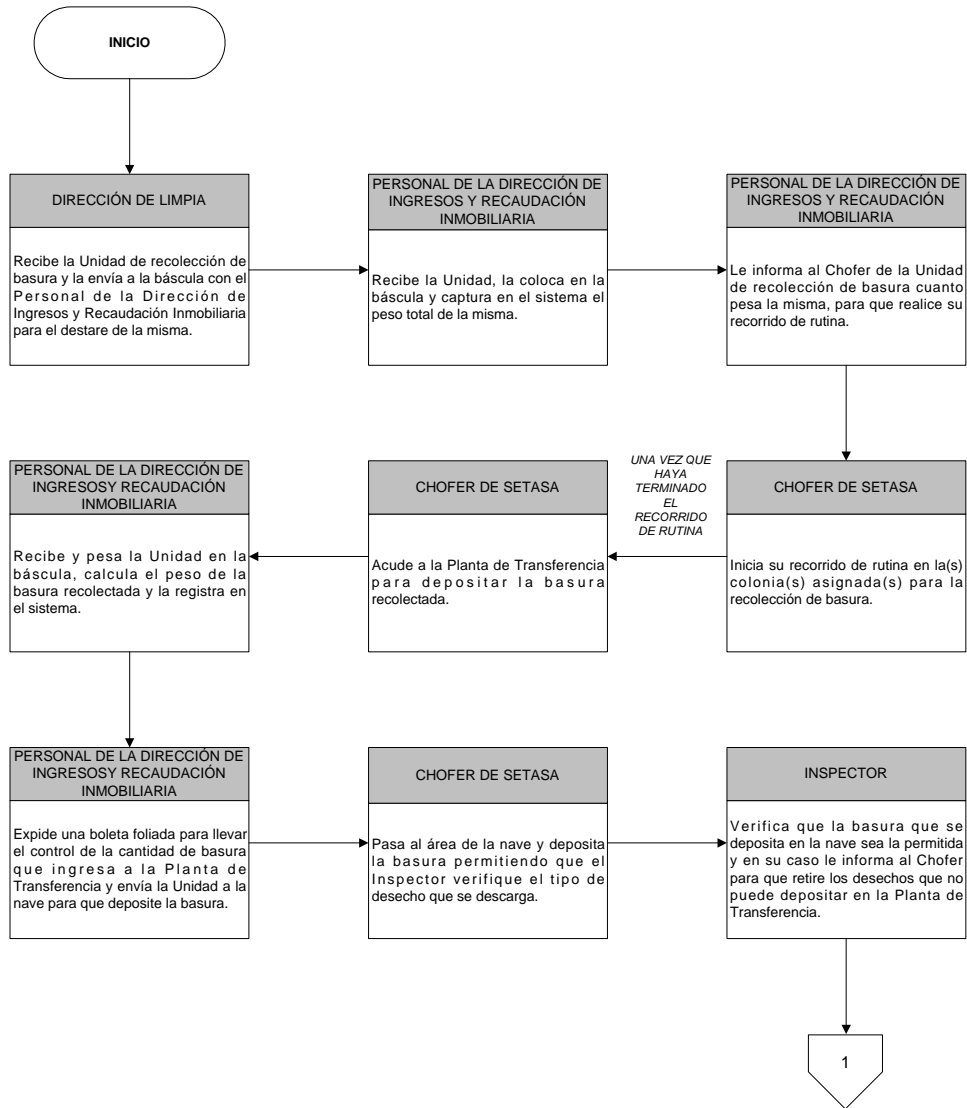 INICIO
DIRECCIÓN DE LIMPIA
Recibe la Unidad de recolección de
basura y la envía a la báscula con el
Personal de la Dirección de
Ingresos y Recaudación Inmobiliaria
para el destare de la misma.
PERSONAL DE LA DIRECCIÓN DE
INGRESOS Y RECAUDACIÓN
INMOBILIARIA
Recibe la Unidad, la coloca en la
báscula y captura en el sistema el
peso total de la misma.
PERSONAL DE LA DIRECCIÓN DE
INGRESOS Y RECAUDACIÓN
INMOBILIARIA
Le informa al Chofer de la Unidad
de recolección de basura cuanto
pesa la misma, para que realice su
recorrido de rutina.
CHOFER DE SETASA
Inicia su recorrido de rutina en la(s)
colonia(s) asignada(s) para la
recolección de basura.
UNA VEZ QUE
HAYA
TERMINADO
EL
RECORRIDO
DE RUTINA
CHOFER DE SETASA
Acude a la Planta de Transferencia
para depositar la basura
recolectada.
PERSONAL DE LA DIRECCIÓN DE
INGRESOSY RECAUDACIÓN
INMOBILIARIA
Recibe y pesa la Unidad en la
báscula, calcula el peso de la
basura recolectada y la registra en
el sistema.
PERSONAL DE LA DIRECCIÓN DE
INGRESOSY RECAUDACIÓN
INMOBILIARIA
Expide una boleta foliada para llevar
el control de la cantidad de basura
que ingresa a la Planta de
Transferencia y envía la Unidad a la
nave para que deposite la basura.
CHOFER DE SETASA
Pasa al área de la nave y deposita
la basura permitiendo que el
Inspector verifique el tipo de
desecho que se descarga.
INSPECTOR
Verifica que la basura que se
deposita en la nave sea la permitida
y en su caso le informa al Chofer
para que retire los desechos que no
puede depositar en la Planta de
Transferencia.
1